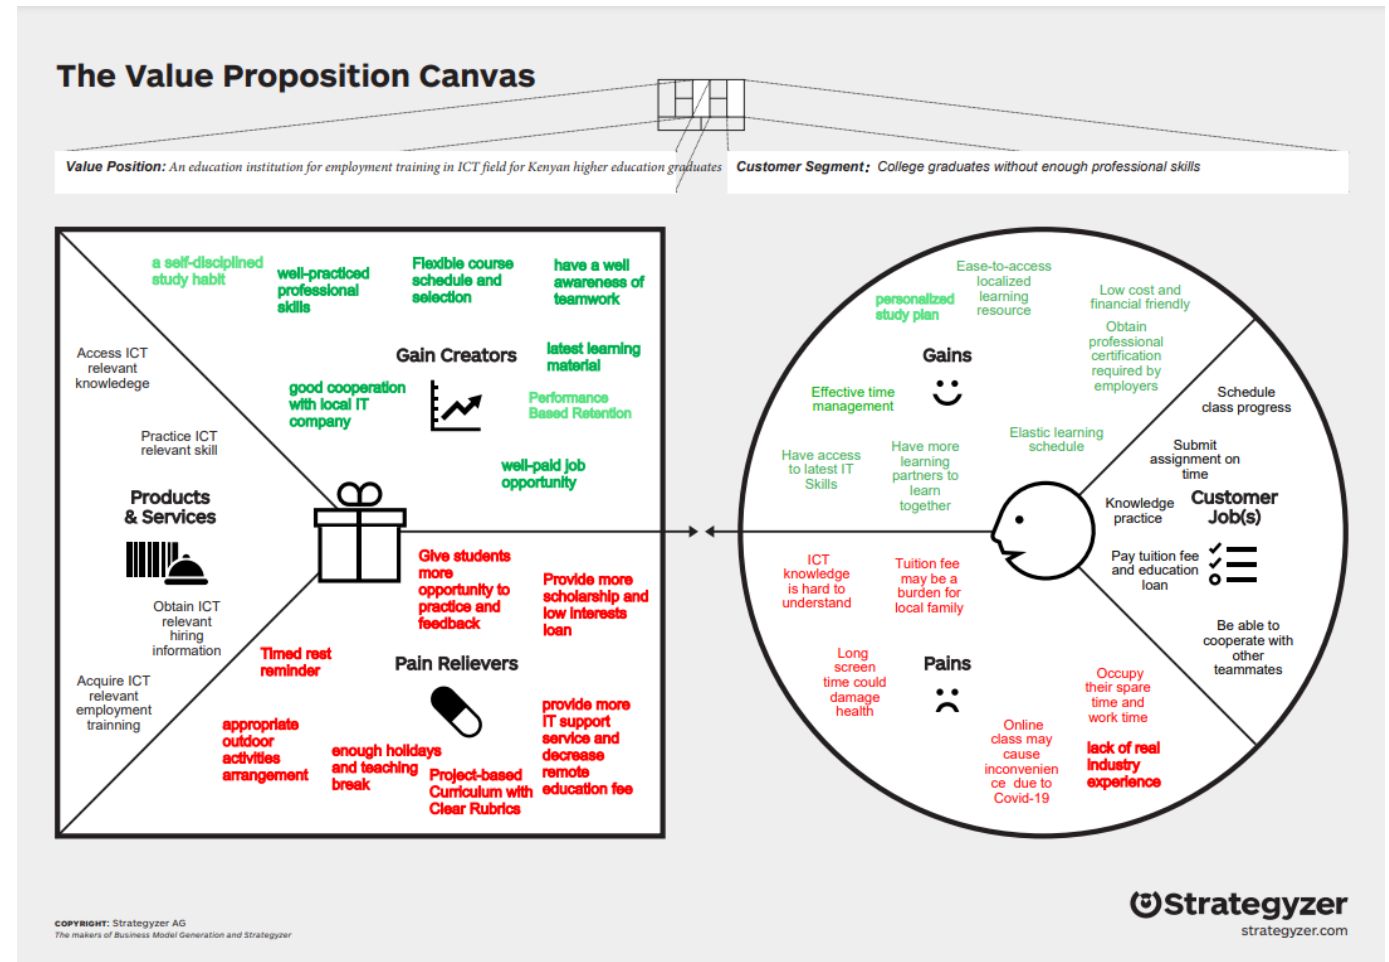 The Value Proposition Canvas
Value Position: An education institution for employment training in ICT field for Kenyan higher education graduates
Customer Segment: College graduates without enough professional skills
a self-disciplined
study habit
well-practiced
professional
skills
Flexible course
schedule and
selection
have a well
awareness of
teamwork
Gain Creators
latest learning
material
good cooperation
with local IT
company
Performance
Based Retention
well-paid job
opportunity
Access ICT
relevant
knowledege
Practice ICT
relevant skill
Products
& Services
Obtain ICT
relevant
hiring
information
Acquire ICT
relevant
employment
trainning
Give students
more
opportunity to
practice and
feedback
Provide more
scholarship and
low interests
loan
Timed rest
reminder
Pain Relievers
appropriate
outdoor
activities
arrangement
enough holidays
and teaching
break
Project-based
Curriculum with
Clear Rubrics
provide more
IT support
service and
decrease
remote
education fee
Ease-to-access
localized
learning
resource
personalized
study plan
Low cost and
financial friendly
Obtain
professional
certification
required by
employers
Gains
Effective time
management
Elastic learning
schedule
Have access
to latest IT
Skills
Have more
learning
partners to
learn
together
Schedule
class progress
Submit
assignment on
time
Knowledge
practice
Customer
Job(s)
Pay tuition fee
and education
loan
Be able to
cooperate with
other
teammates
ICT
knowledge
is hard to
understand
Tuition fee
may be a
burden for
local family
Long
screen
time could
damage
health
Pains
Occupy
their spare
time and
work time
Online
class may
cause
inconvenien
ce due to
Covid-19
lack of real
industry
experience
COPYRIGHT: Strategyzer AG
The makers of Business Model Generation and Strategyzer
Strategyzer
strategyzer.com